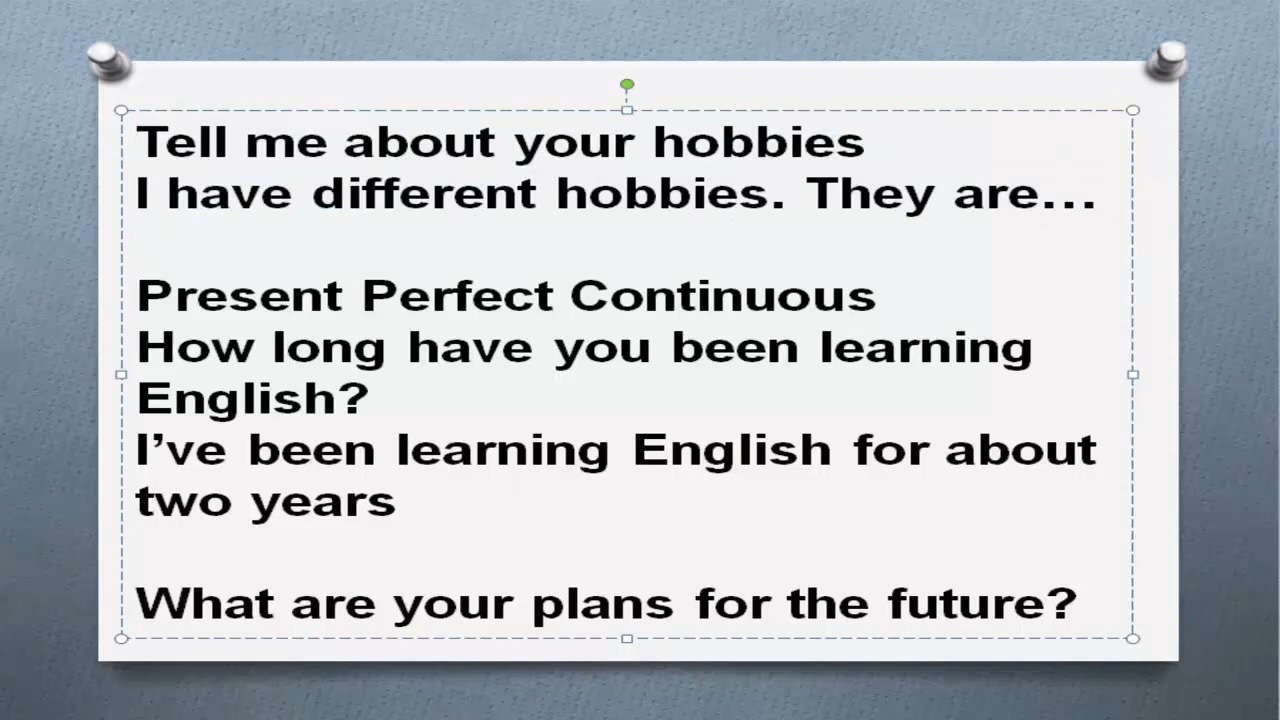 Tell me about your hobbies
I have different hobbies. They are…
Present Perfect Continuous
How long have you been learning
English?
I’ve been learning English for about
two years
What are your plans for the future?